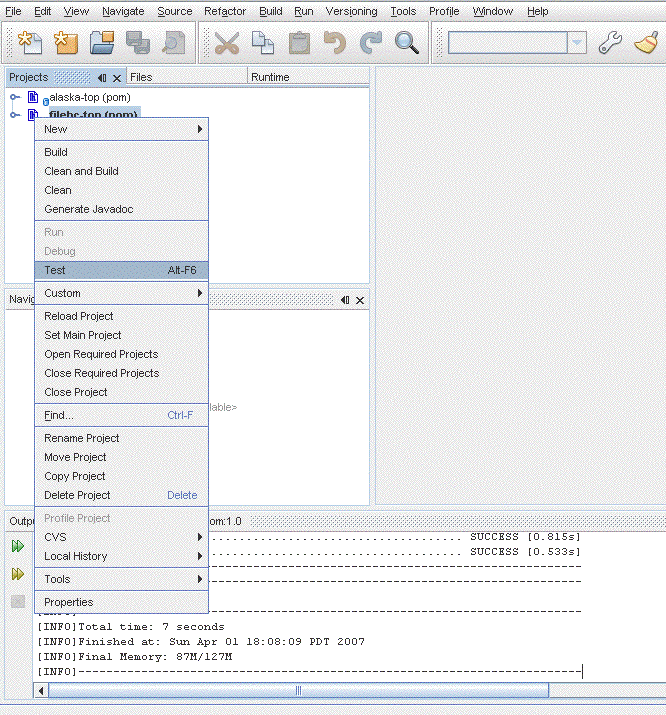 File Edit View Navigate Source Refactor Build Run Versioning Tools Profile Window Help
Projects Files Runtime
alaska-top (pom)
filebc-top (pom)
New
Build
Clean and Build
Clean
Generate Javadoc
Run
Debug
Test Alt-F6
Navig
Custom
Reload Project
Set Main Project
Open Required Projects
Close Required Projects
Close Project
lable>
Find... Ctrl-F
Rename Project
Move Project
Copy Project
Delete Project Delete
Profile Project
Outpu om:1.0
CVS
SUCCESS [0.815s]
Local History
SUCCESS [0.533s]
Tools
Properties
[INFO]Total time: 7 seconds
[INFO]Finished at: Sun Apr 01 18:08:09 PDT 2007
[INFO]Final Memory: 87M/127M
[INFO]------------------------------------------------------------------------